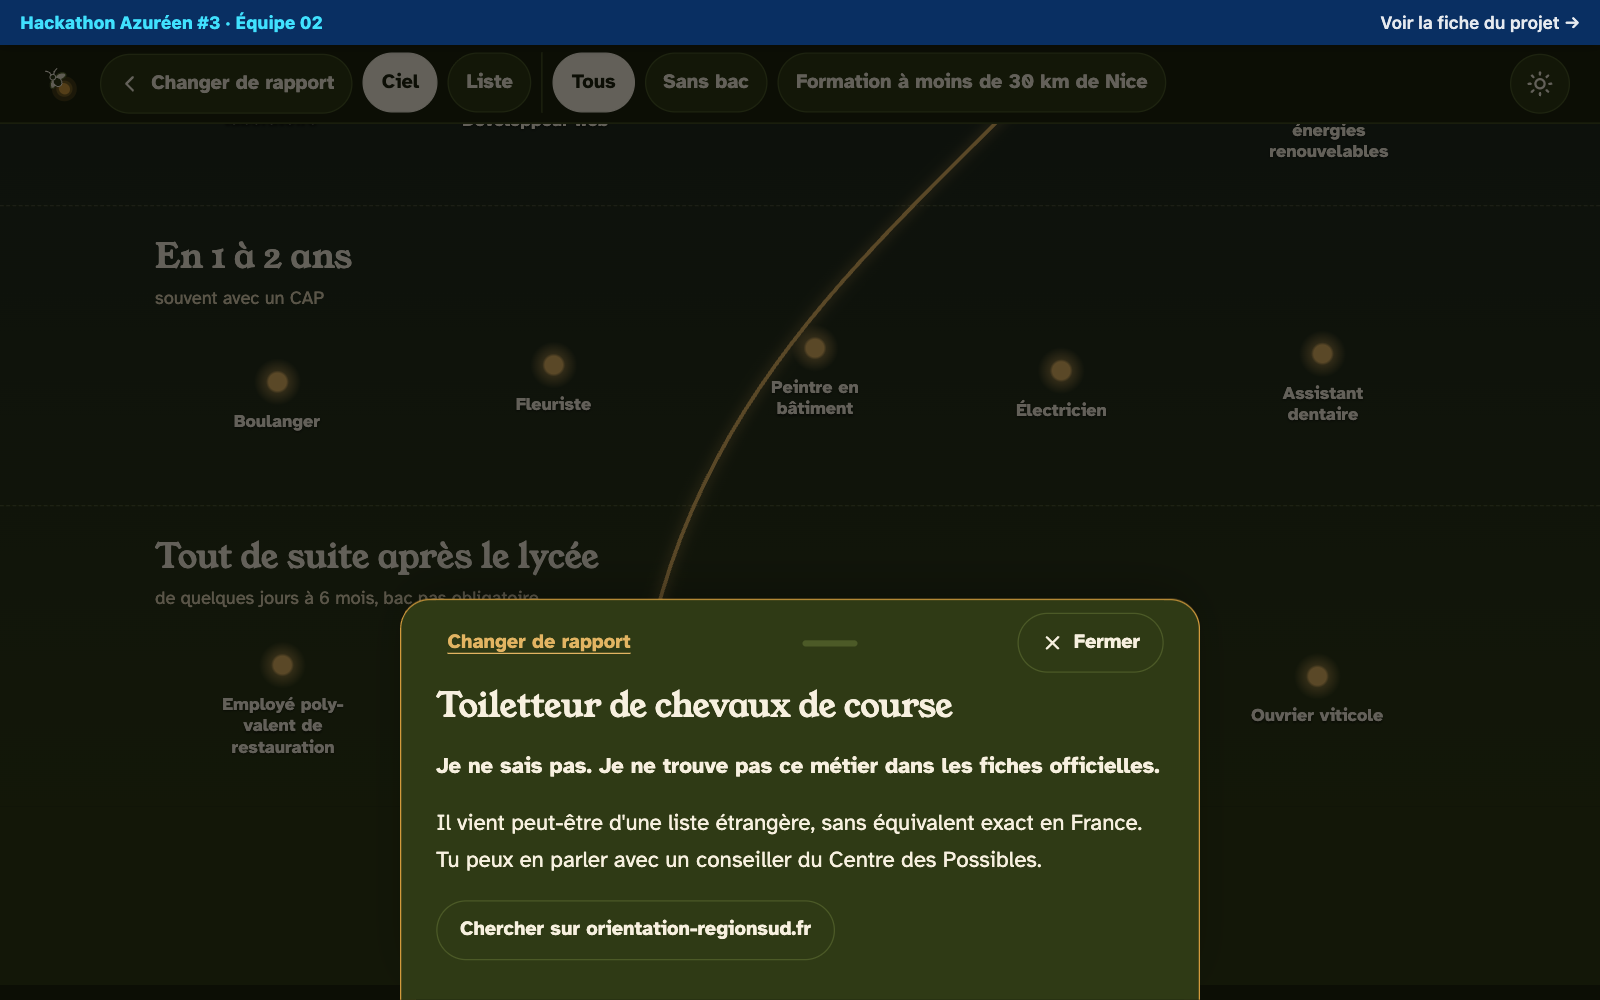 Hackathon Azuréen #3 · Équipe 02
Voir la fiche du projet →
Changer de rapport
Ciel
Liste
Tous
Sans bac
Formation à moins de 30 km de Nice
Développeur web
énergies
renouvelables
En 1 à 2 ans
souvent avec un CAP
Boulanger
Fleuriste
Peintre en
bâtiment
Électricien
Assistant
dentaire
Tout de suite après le lycée
de quelques jours à 6 mois, bac pas obligatoire
Employé poly-
valent de
restauration
Ouvrier viticole
Changer de rapport
Fermer
Toiletteur de chevaux de course
Je ne sais pas. Je ne trouve pas ce métier dans les fiches officielles.
Il vient peut-être d'une liste étrangère, sans équivalent exact en France.
Tu peux en parler avec un conseiller du Centre des Possibles.
Chercher sur orientation-regionsud.fr